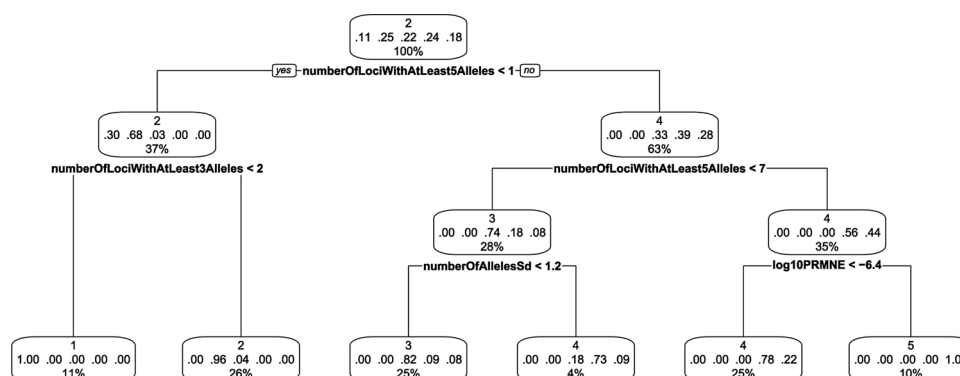 2
.11 .25 .22 .24 .18
100%
yes numberOfLociWithAtLeast5Alleles < 1 no
2
.30 .68 .03 .00 .00
37%
4
.00 .00 .33 .39 .28
63%
numberOfLociWithAtLeast3Alleles < 2
numberOfLociWithAtLeast5Alleles < 7
3
.00 .00 .74 .18 .08
28%
4
.00 .00 .00 .56 .44
35%
numberOfAllelesSd < 1.2
log10PRMNE < −6.4
1
1.00 .00 .00 .00 .00
11%
2
.00 .96 .04 .00 .00
26%
3
.00 .00 .82 .09 .08
25%
4
.00 .00 .18 .73 .09
4%
4
.00 .00 .00 .78 .22
25%
5
.00 .00 .00 .00 1.0
10%